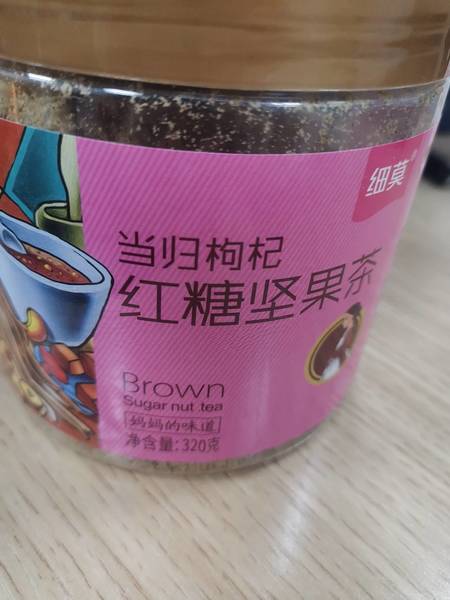 细莫
当归枸杞
红糖坚果茶
Brown
Sugar nut .tea
妈妈的味道
净含量:320克